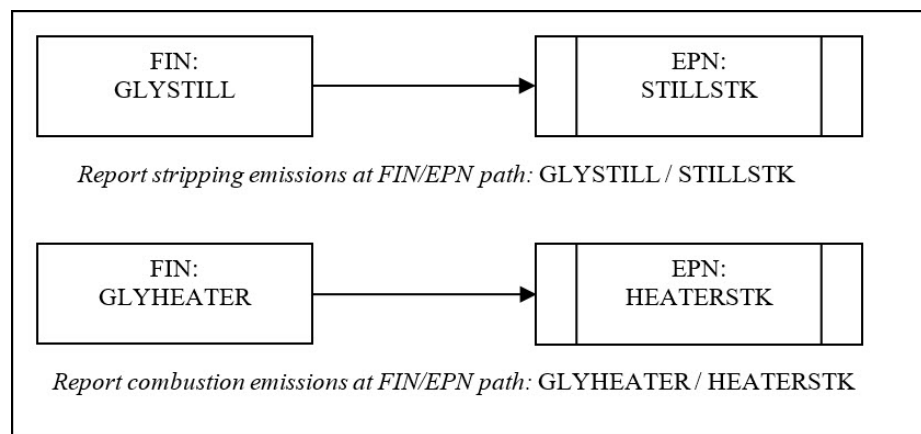 FIN:
GLYSTILL
EPN:
STILLSTK
Report stripping emissions at FIN/EPN path: GLYSTILL / STILLSTK
FIN:
GLYHEATER
EPN:
HEATERSTK
Report combustion emissions at FIN/EPN path: GLYHEATER / HEATERSTK